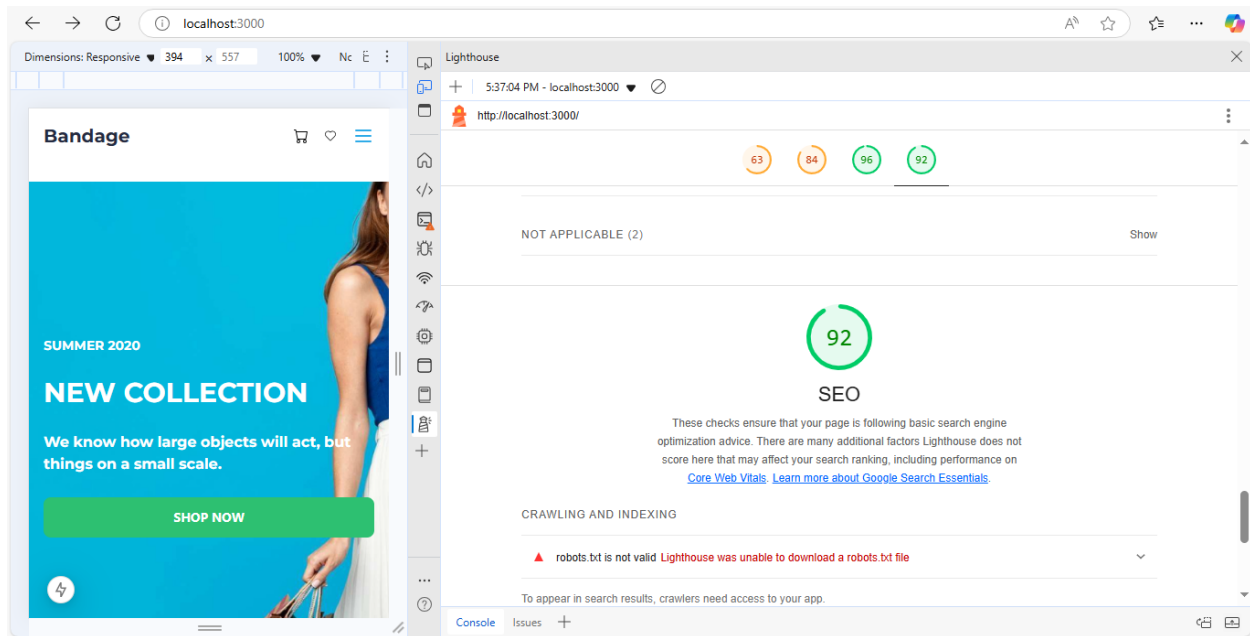 localhost:3000
Dimensions: Responsive 394 x 557 100% No
Lighthouse
5:37:04 PM - localhost:3000
http://localhost:3000/
63 84 96 92
Bandage
NOT APPLICABLE (2) Show
92
SEO
These checks ensure that your page is following basic search engine
optimization advice. There are many additional factors Lighthouse does not
score here that may affect your search ranking, including performance on
Core Web Vitals. Learn more about Google Search Essentials.
CRAWLING AND INDEXING
robots.txt is not valid Lighthouse was unable to download a robots.txt file
To appear in search results, crawlers need access to your app.
SUMMER 2020
NEW COLLECTION
We know how large objects will act, but
things on a small scale.
SHOP NOW
Console Issues